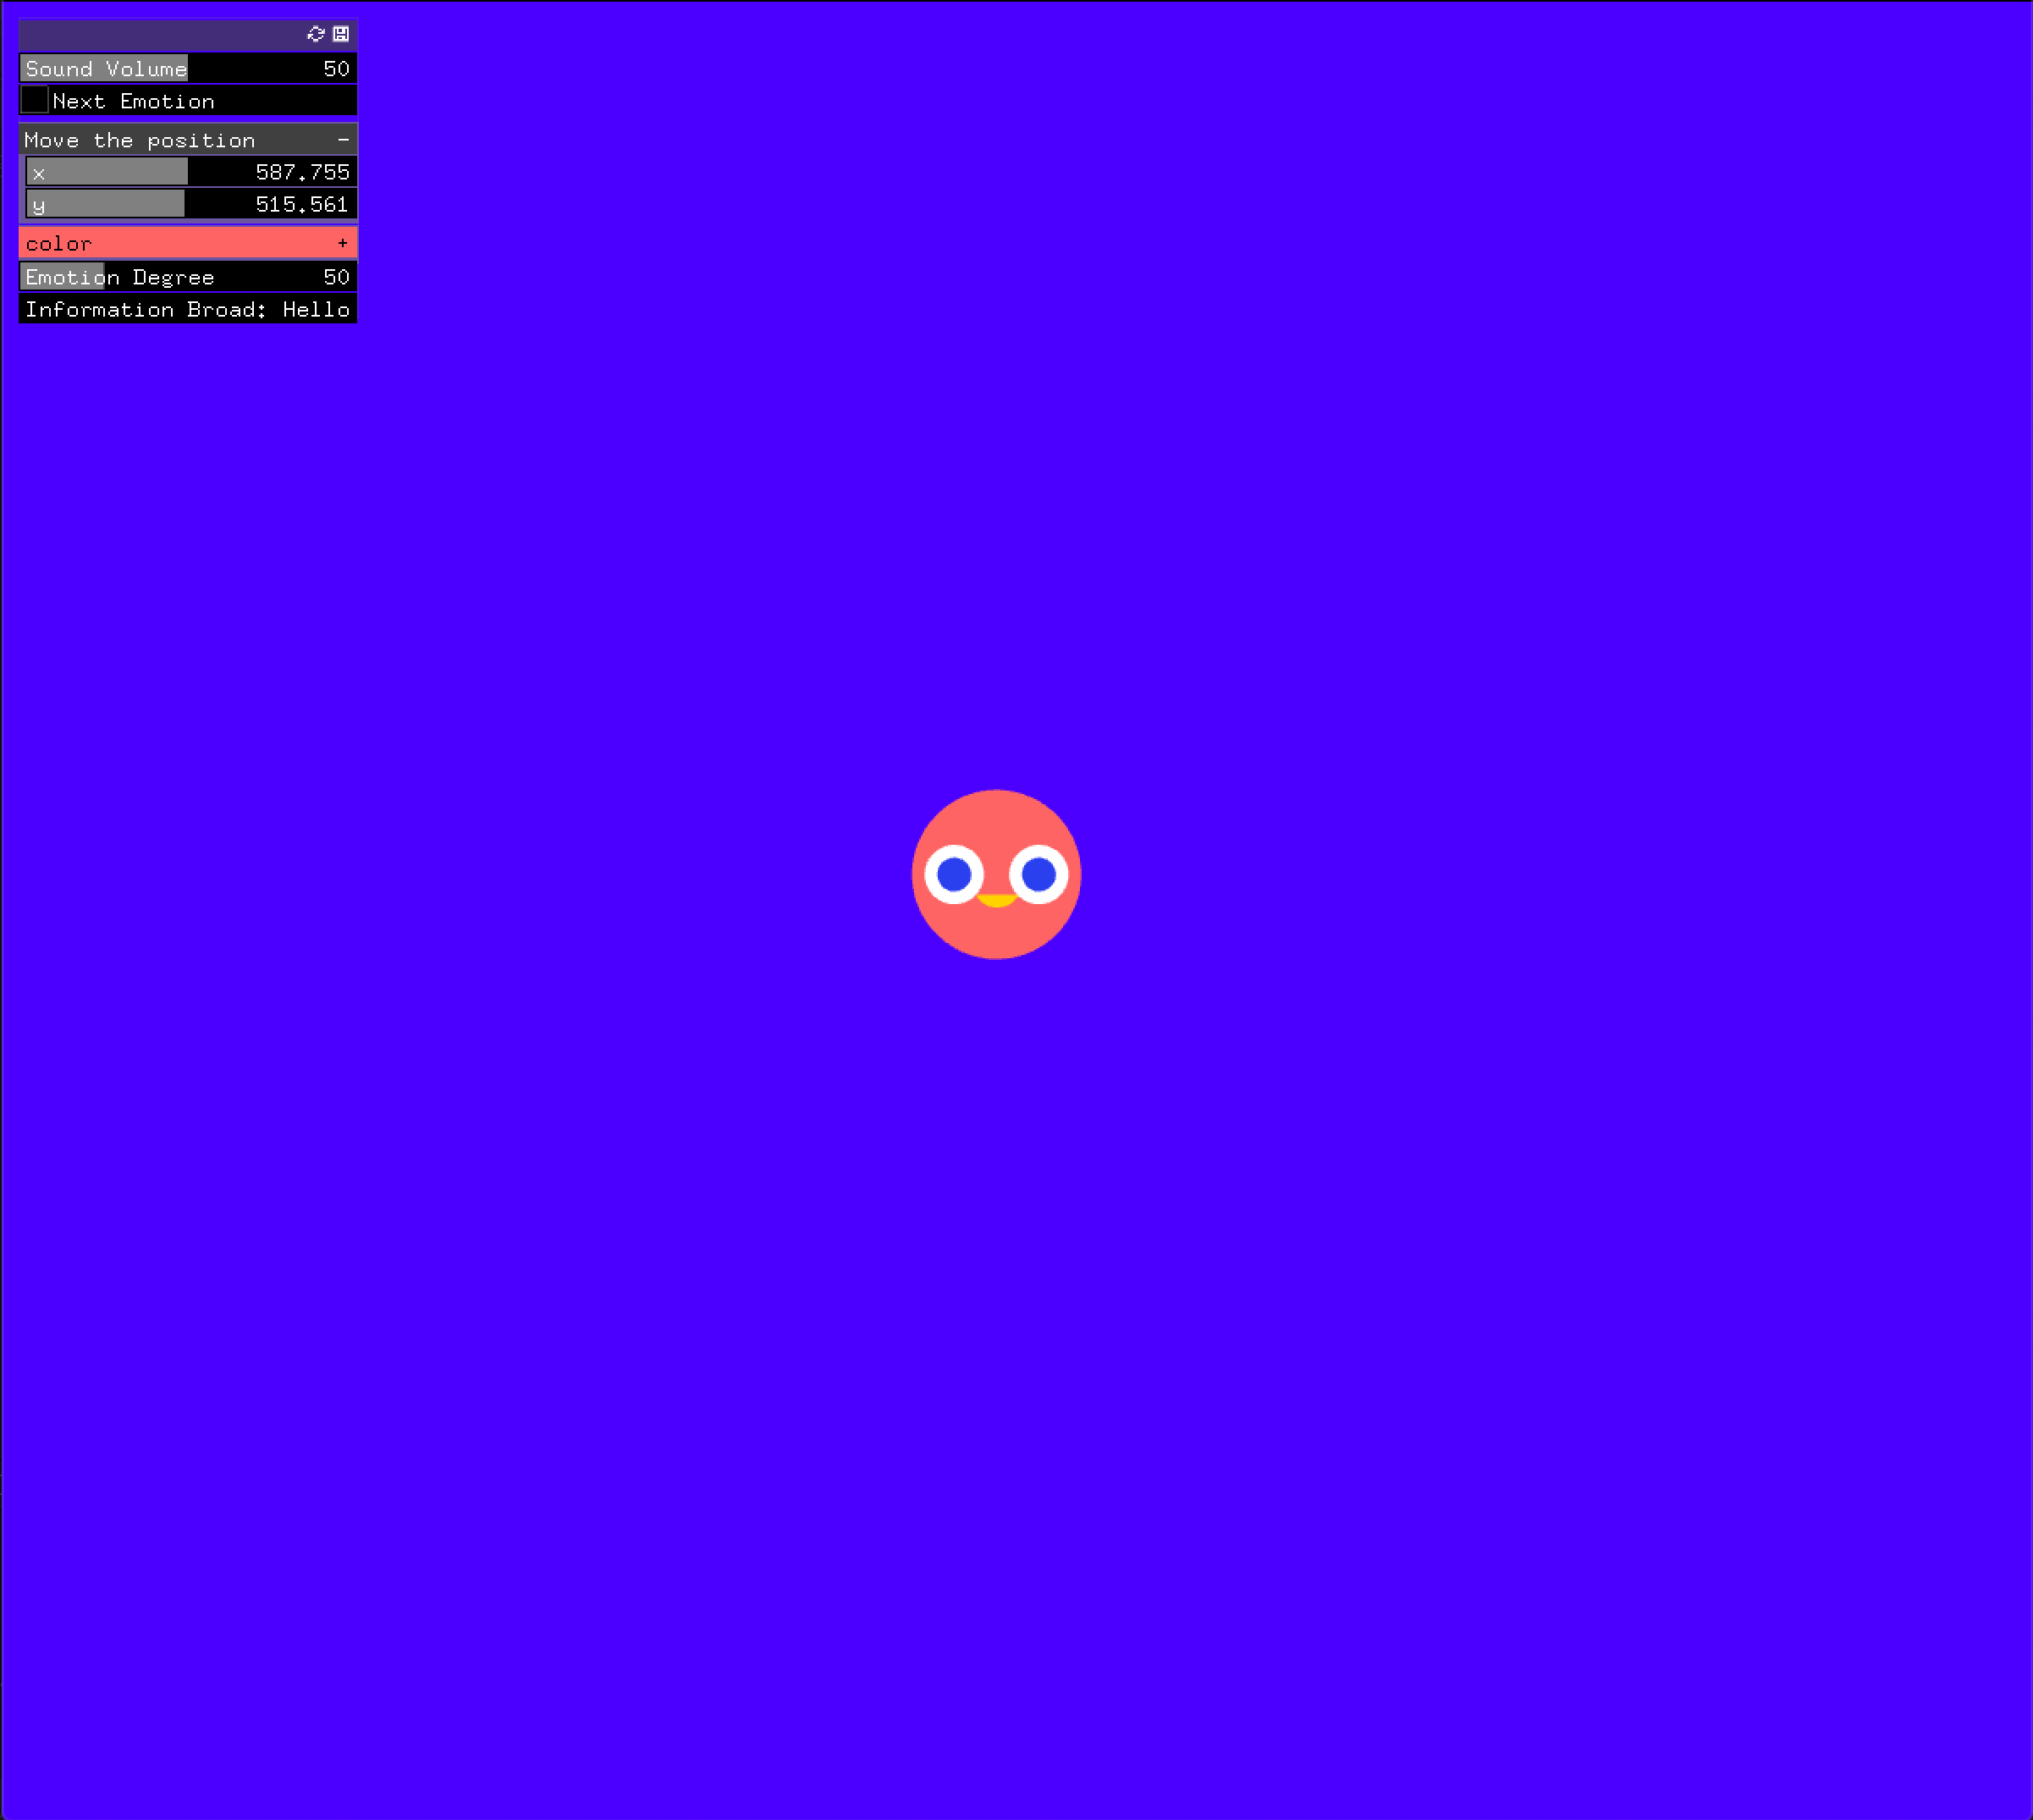 Sound Volume 50
Next Emotion
Move the position -
x 587.755
y 515.561
color +
Emotion Degree 50
Information Broad: Hello